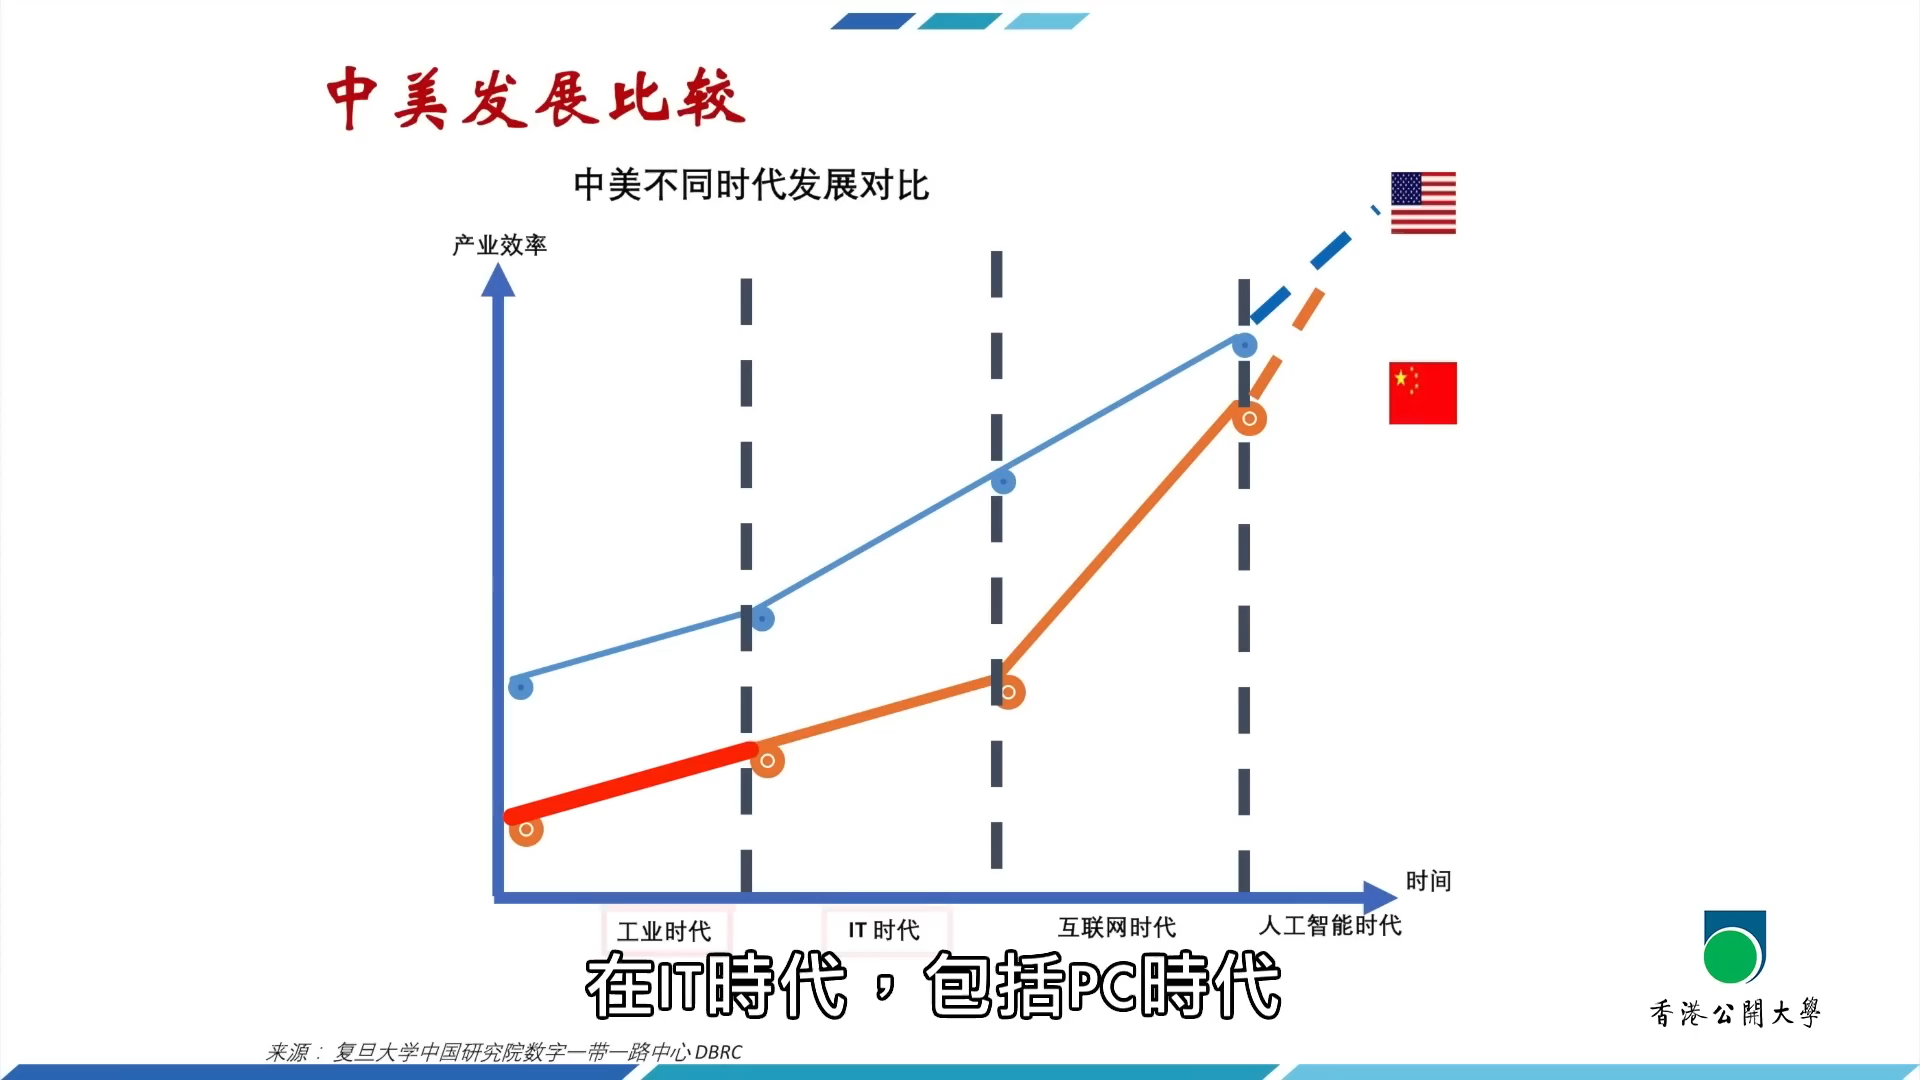 中美发展比较
中美不同时代发展对比
产业效率
时间
工业时代
IT 时代
互联网时代
人工智能时代
在IT時代，包括PC時代
香港公開大學
来源： 复旦大学中国研究院数字一带一路中心 DBRC